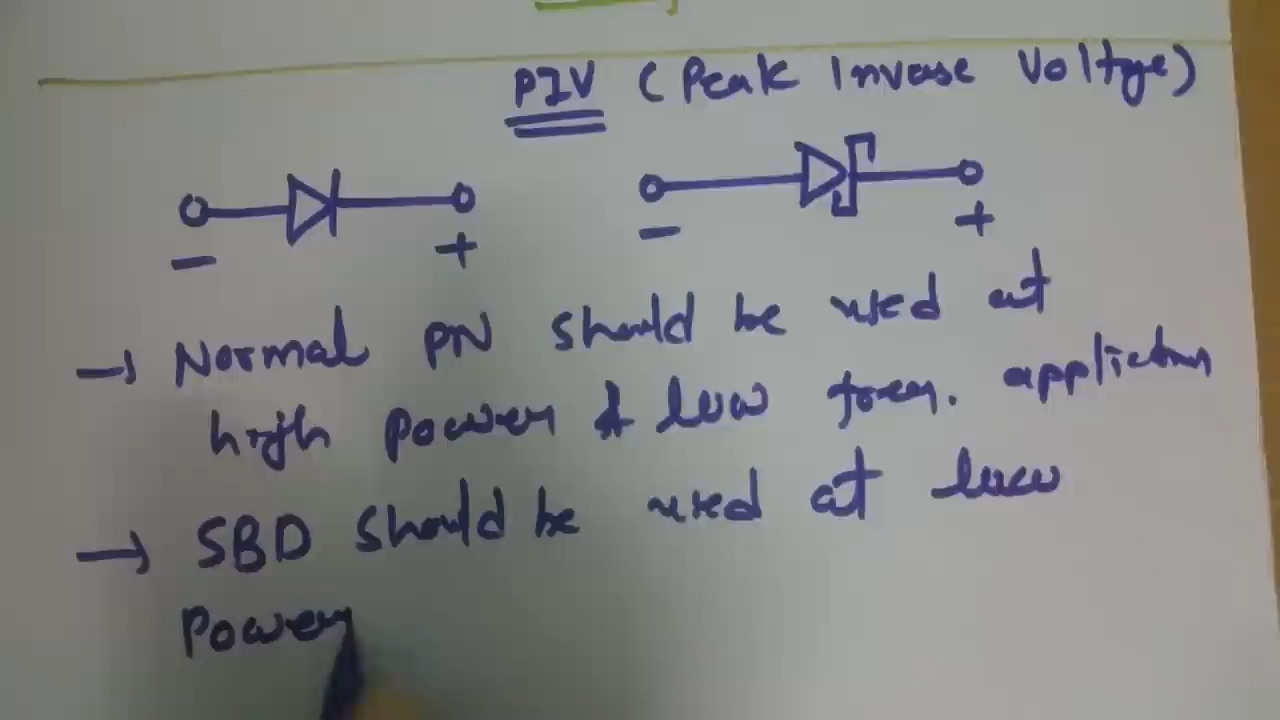 PIV (Peak Invase Voltge)
- + - +
→ Normal PN should be used at
high power & low freq. application
→ SBD should be used at low
Power